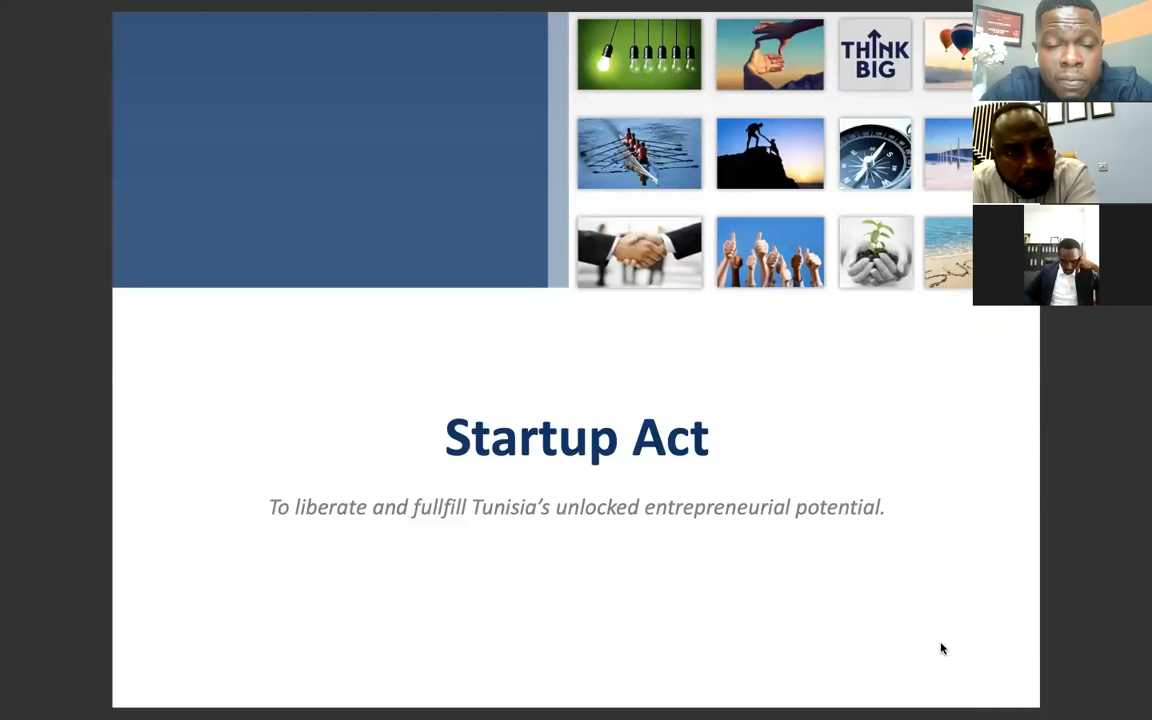 THINK
BIG
Startup Act
To liberate and fullfill Tunisia's unlocked entrepreneurial potential.